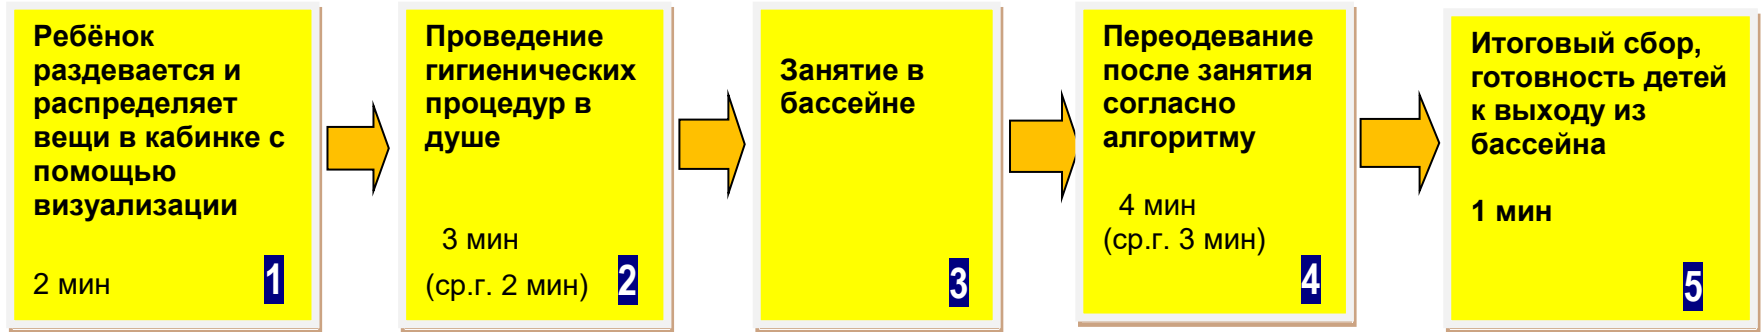 Ребёнок
раздевается и
распределяет
вещи в кабинке с
помощью
визуализации
2 мин
1
Проведение
гигиенических
процедур в
душе
3 мин
(ср.г. 2 мин)
2
Занятие в
бассейне
3
Переодевание
после занятия
согласно
алгоритму
4 мин
(ср.г. 3 мин)
4
Итоговый сбор,
готовность детей
к выходу из
бассейна
1 мин
5